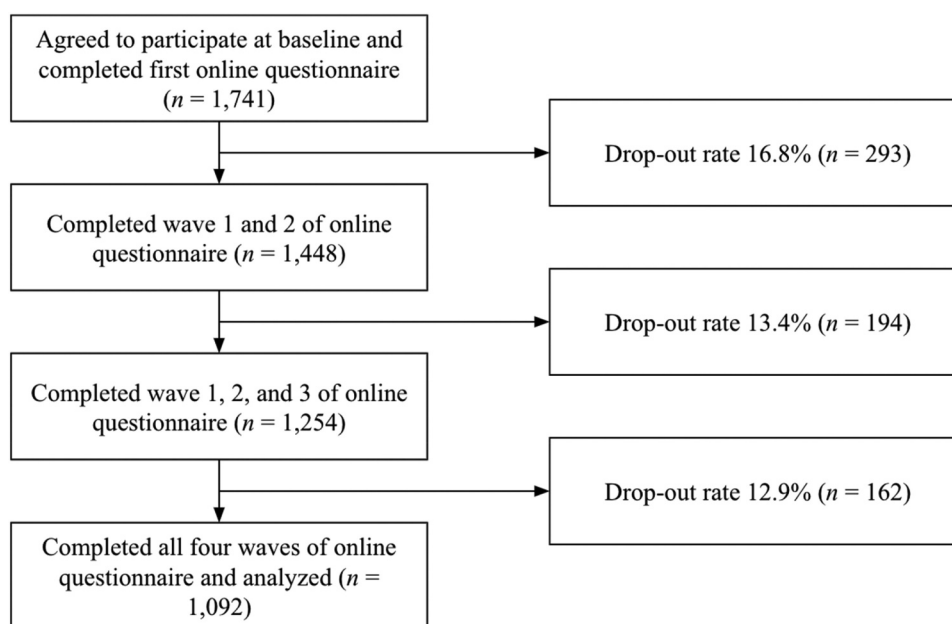 Agreed to participate at baseline and
completed first online questionnaire
(n = 1,741)
Drop-out rate 16.8% (n = 293)
Completed wave 1 and 2 of online
questionnaire (n = 1,448)
Drop-out rate 13.4% (n = 194)
Completed wave 1, 2, and 3 of online
questionnaire (n = 1,254)
Drop-out rate 12.9% (n = 162)
Completed all four waves of online
questionnaire and analyzed (n =
1,092)